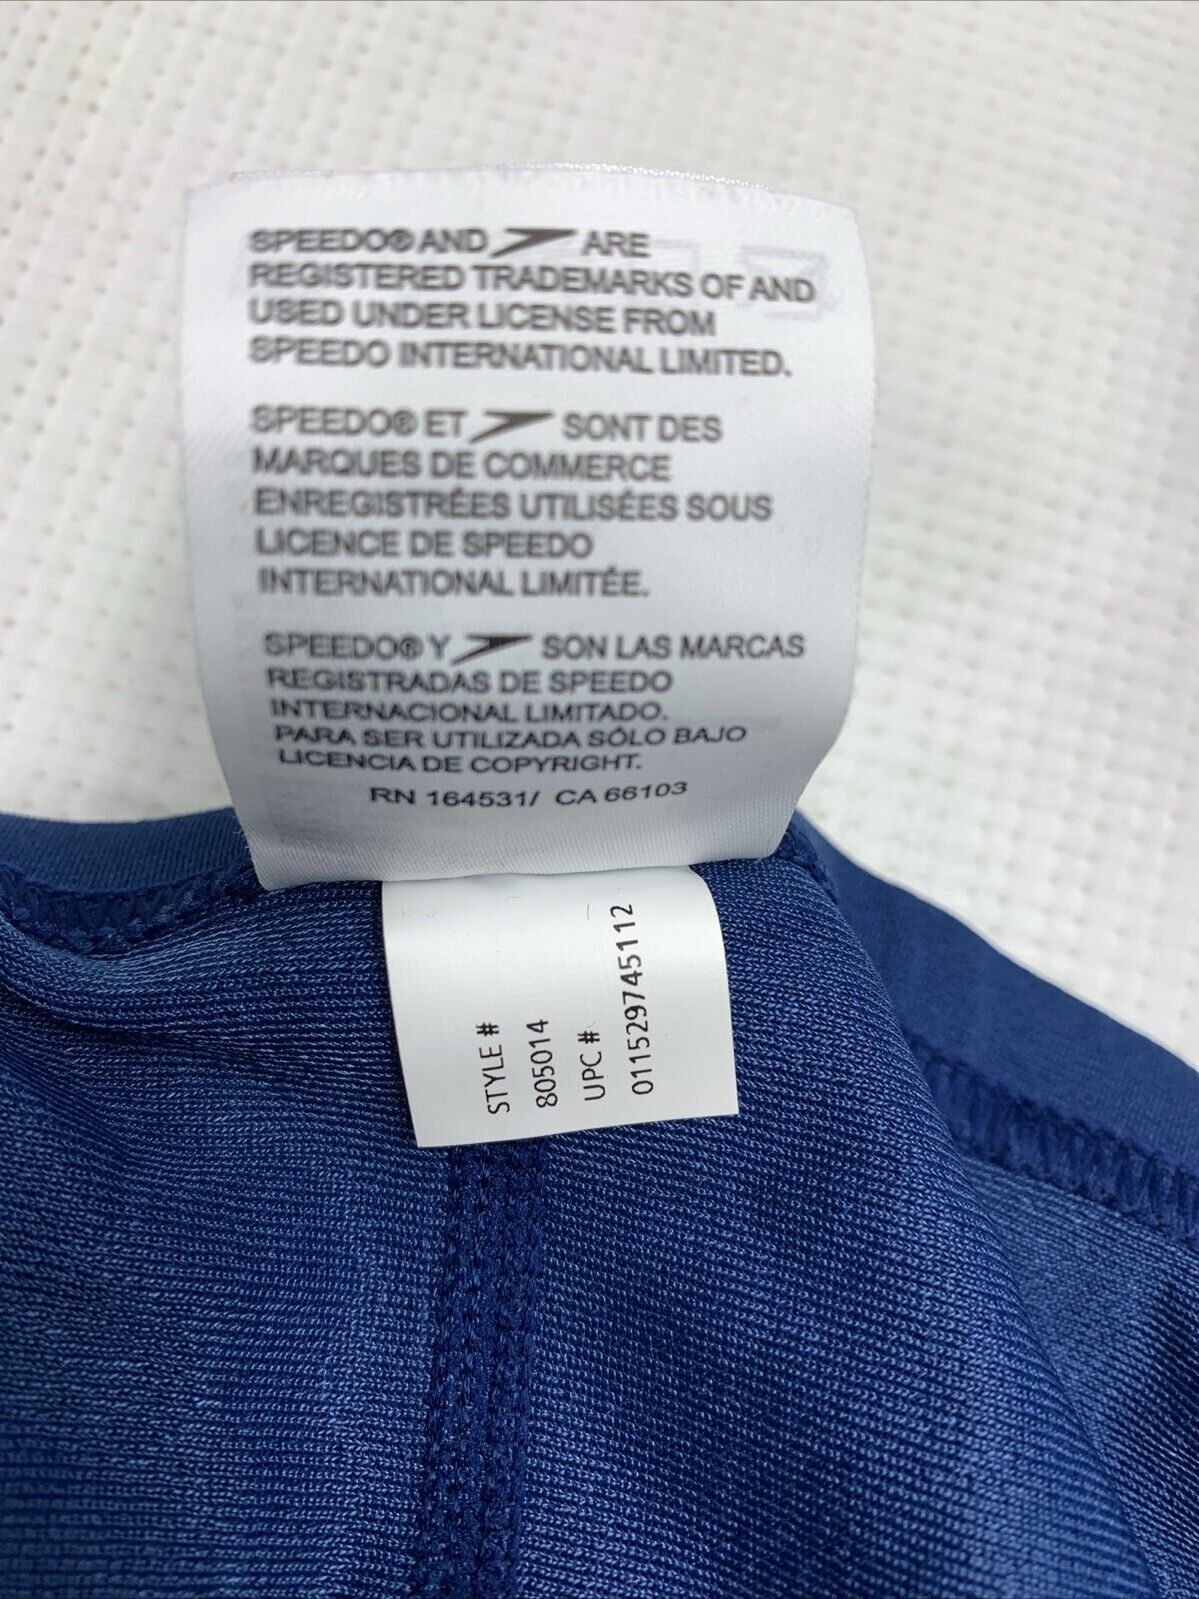 SPEEDO® AND ARE
REGISTERED TRADEMARKS OF AND
USED UNDER LICENSE FROM
SPEEDO INTERNATIONAL LIMITED.
SPEEDO® ET SONT DES
MARQUES DE COMMERCE
ENREGISTRÉES UTILISÉES SOUS
LICENCE DE SPEEDO
INTERNATIONAL LIMITÉE.
SPEEDO® Y SON LAS MARCAS
REGISTRADAS DE SPEEDO
INTERNACIONAL LIMITADO.
PARA SER UTILIZADA SÓLO BAJO
LICENCIA DE COPYRIGHT.
RN 164531/ CA 66103
STYLE #
805014
UPC #
011529745112